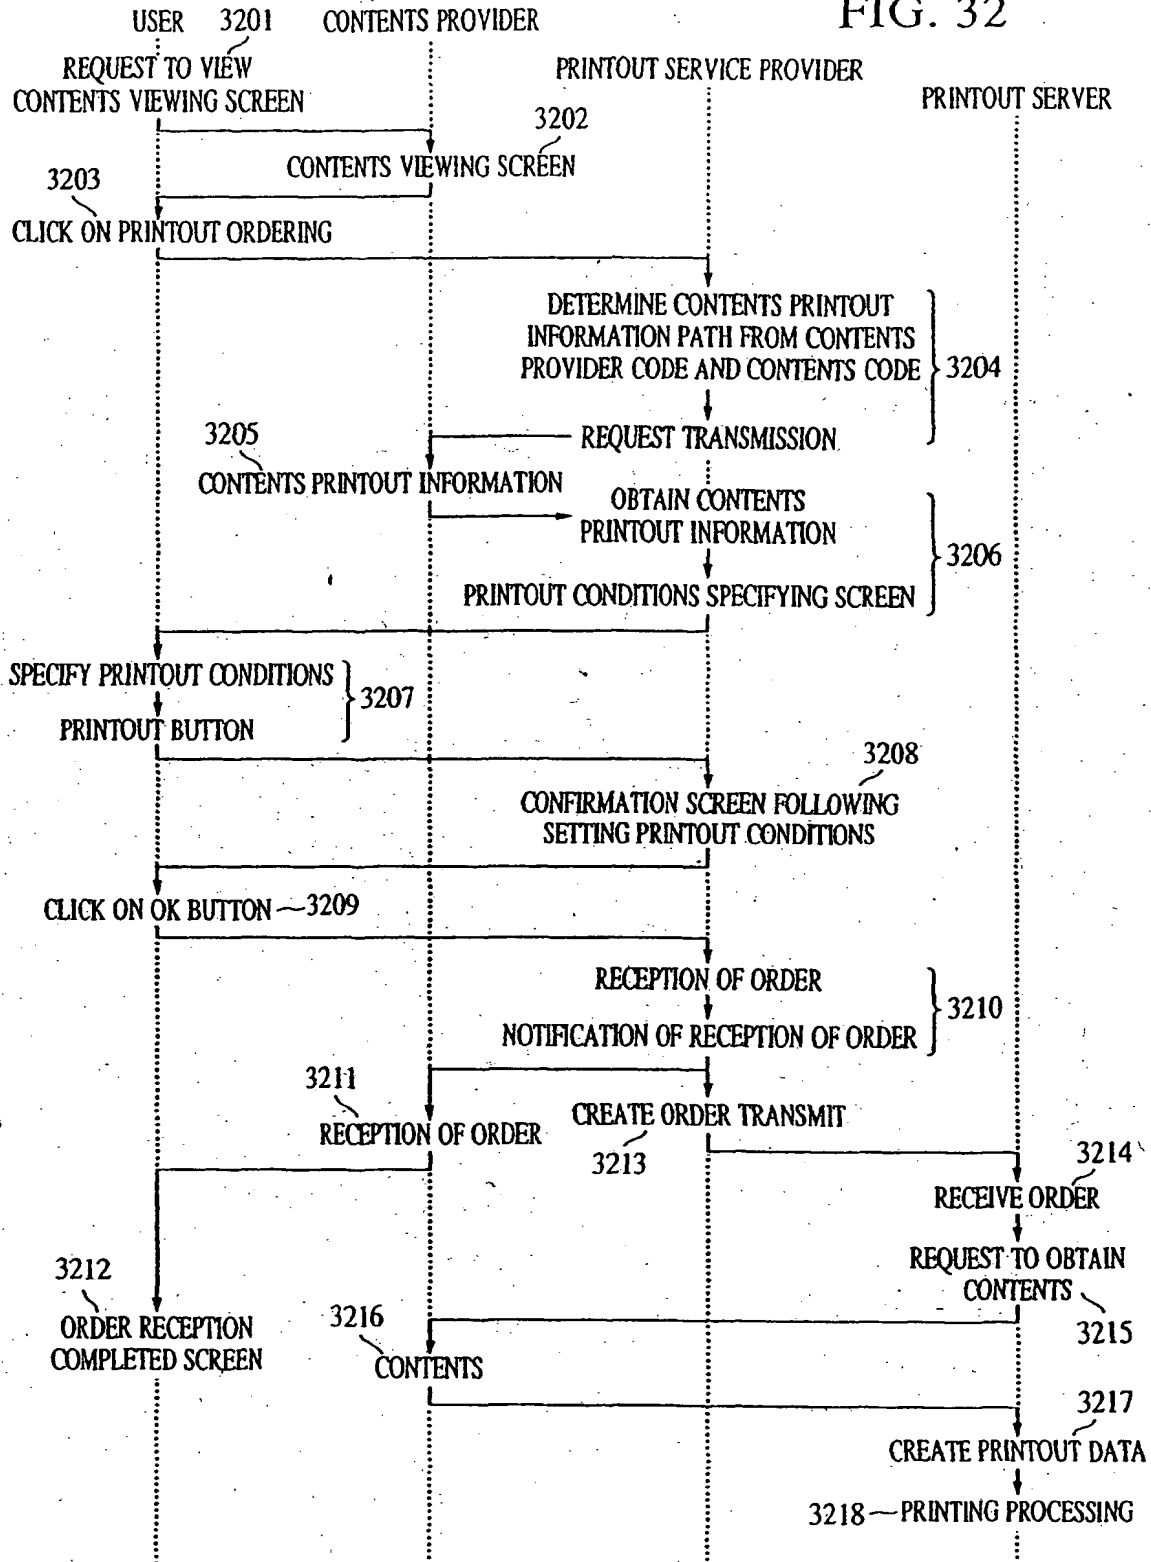 FIG. 32
USER 3201 CONTENTS PROVIDER
REQUEST TO VIEW
CONTENTS VIEWING SCREEN
PRINTOUT SERVICE PROVIDER
PRINTOUT SERVER
3202
CONTENTS VIEWING SCREEN
3203
CLICK ON PRINTOUT ORDERING
DETERMINE CONTENTS PRINTOUT
INFORMATION PATH FROM CONTENTS
PROVIDER CODE AND CONTENTS CODE
3204
REQUEST TRANSMISSION
3205
CONTENTS PRINTOUT INFORMATION
OBTAIN CONTENTS
PRINTOUT INFORMATION
3206
PRINTOUT CONDITIONS SPECIFYING SCREEN
SPECIFY PRINTOUT CONDITIONS
3207
PRINTOUT BUTTON
3208
CONFIRMATION SCREEN FOLLOWING
SETTING PRINTOUT CONDITIONS
CLICK ON OK BUTTON 3209
RECEPTION OF ORDER
3210
NOTIFICATION OF RECEPTION OF ORDER
3211
RECEPTION OF ORDER
CREATE ORDER TRANSMIT
3213
3214
RECEIVE ORDER
REQUEST TO OBTAIN
CONTENTS
3215
3212
ORDER RECEPTION
COMPLETED SCREEN
3216
CONTENTS
3217
CREATE PRINTOUT DATA
3218 PRINTING PROCESSING